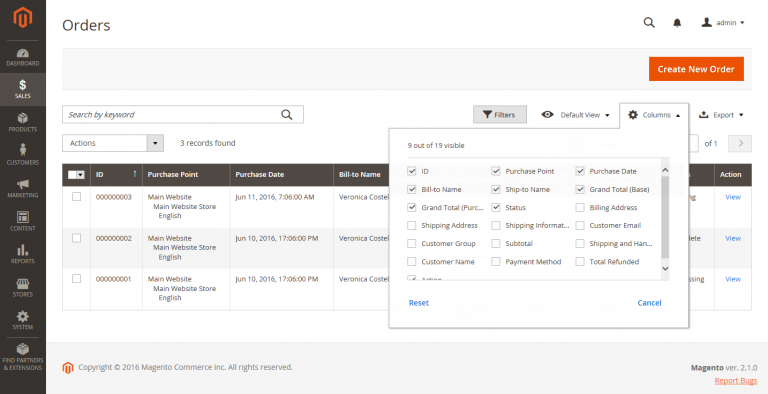 Orders
admin
DASHBOARD
SALES
PRODUCTS
CUSTOMERS
MARKETING
CONTENT
REPORTS
STORES
SYSTEM
FIND PARTNERS
& EXTENSIONS
Create New Order
Search by keyword
Filters
Default View
Columns
Export
Actions
3 records found
of 1
9 out of 19 visible
ID Purchase Point Purchase Date
Bill-to Name Ship-to Name Grand Total (Base)
Grand Total (Purc... Status Billing Address
Shipping Address Shipping Informat... Customer Email
Customer Group Subtotal Shipping and Han...
Customer Name Payment Method Total Refunded
Action
Reset Cancel
ID Purchase Point Purchase Date Bill-to Name Action
000000003 Main Website Jun 11, 2016, 7:06:00 AM Veronica Costel View
Main Website Store
English
000000002 Main Website Jun 10, 2016, 17:06:00 PM Veronica Costel View
Main Website Store
English
000000001 Main Website Jun 10, 2016, 17:06:00 PM Veronica Costel View
Main Website Store
English
Copyright © 2016 Magento Commerce Inc. All rights reserved.
Magento ver. 2.1.0
Report Bugs